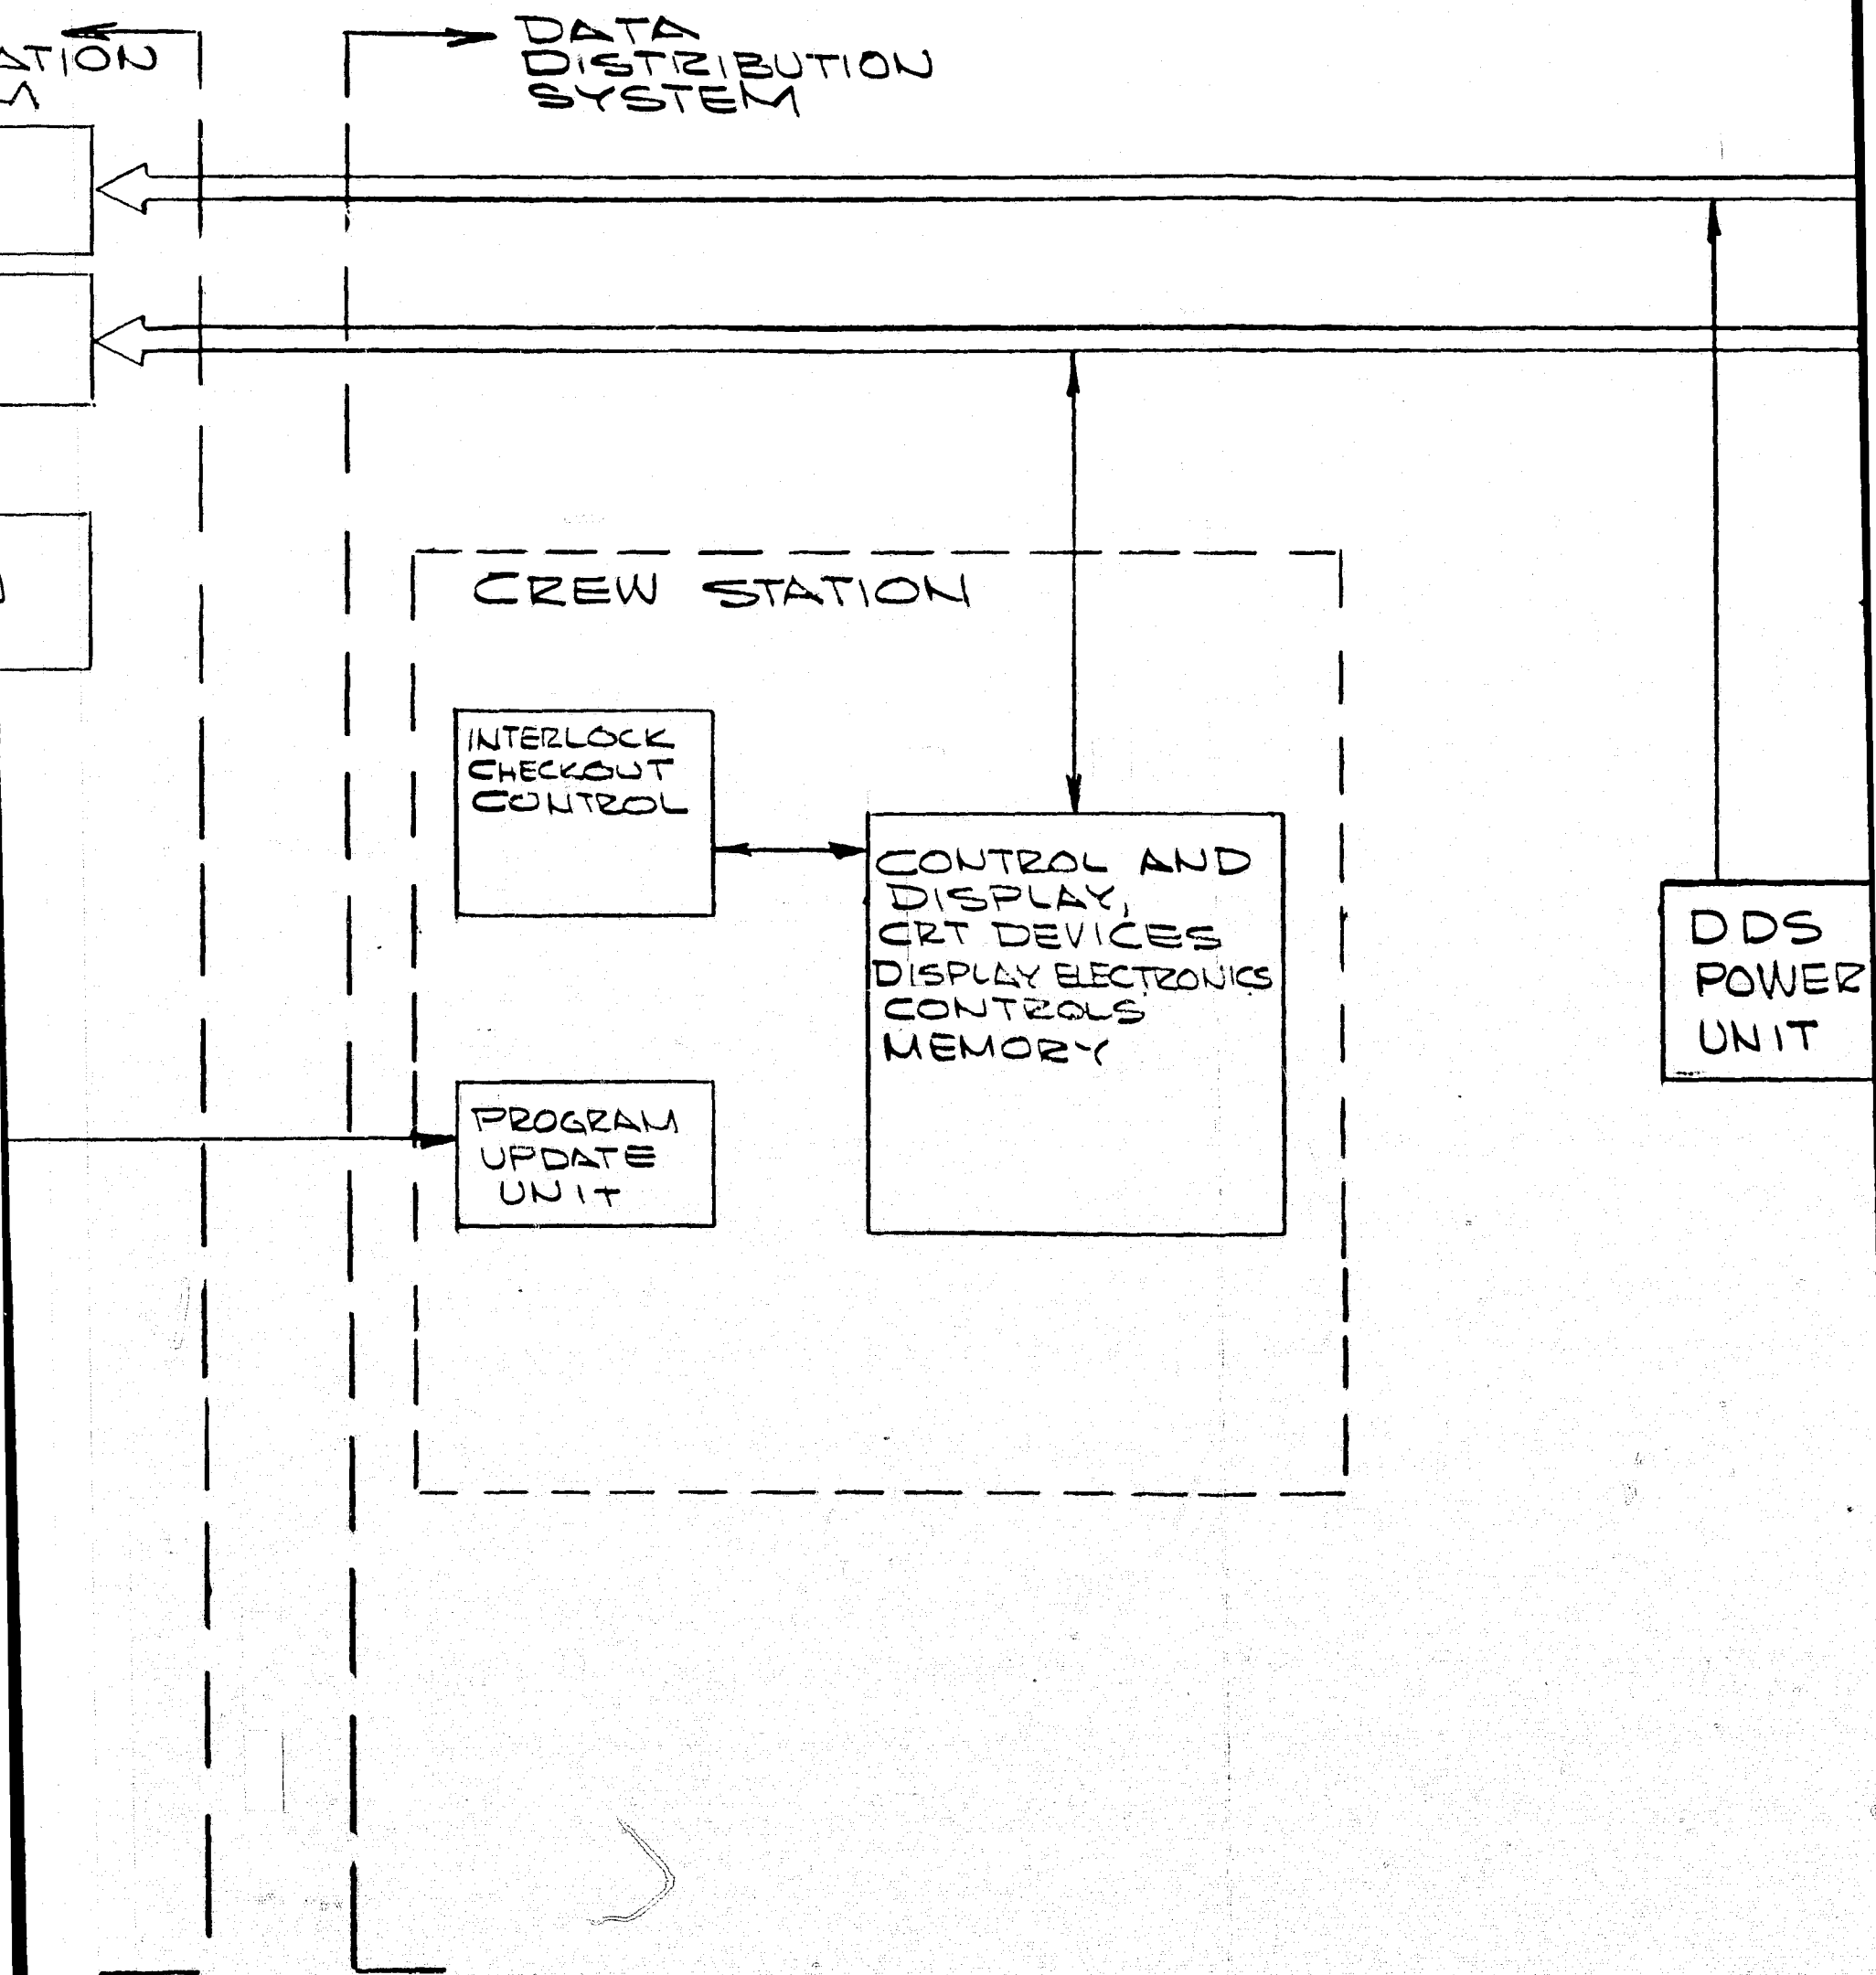 DATA
DISTRIBUTION
SYSTEM
CREW STATION
INTERLOCK
CHECKOUT
CONTROL
CONTROL AND
DISPLAY,
CRT DEVICES
DISPLAY ELECTRONICS
CONTROLS
MEMORY
PROGRAM
UPDATE
UNIT
DDS
POWER
UNIT